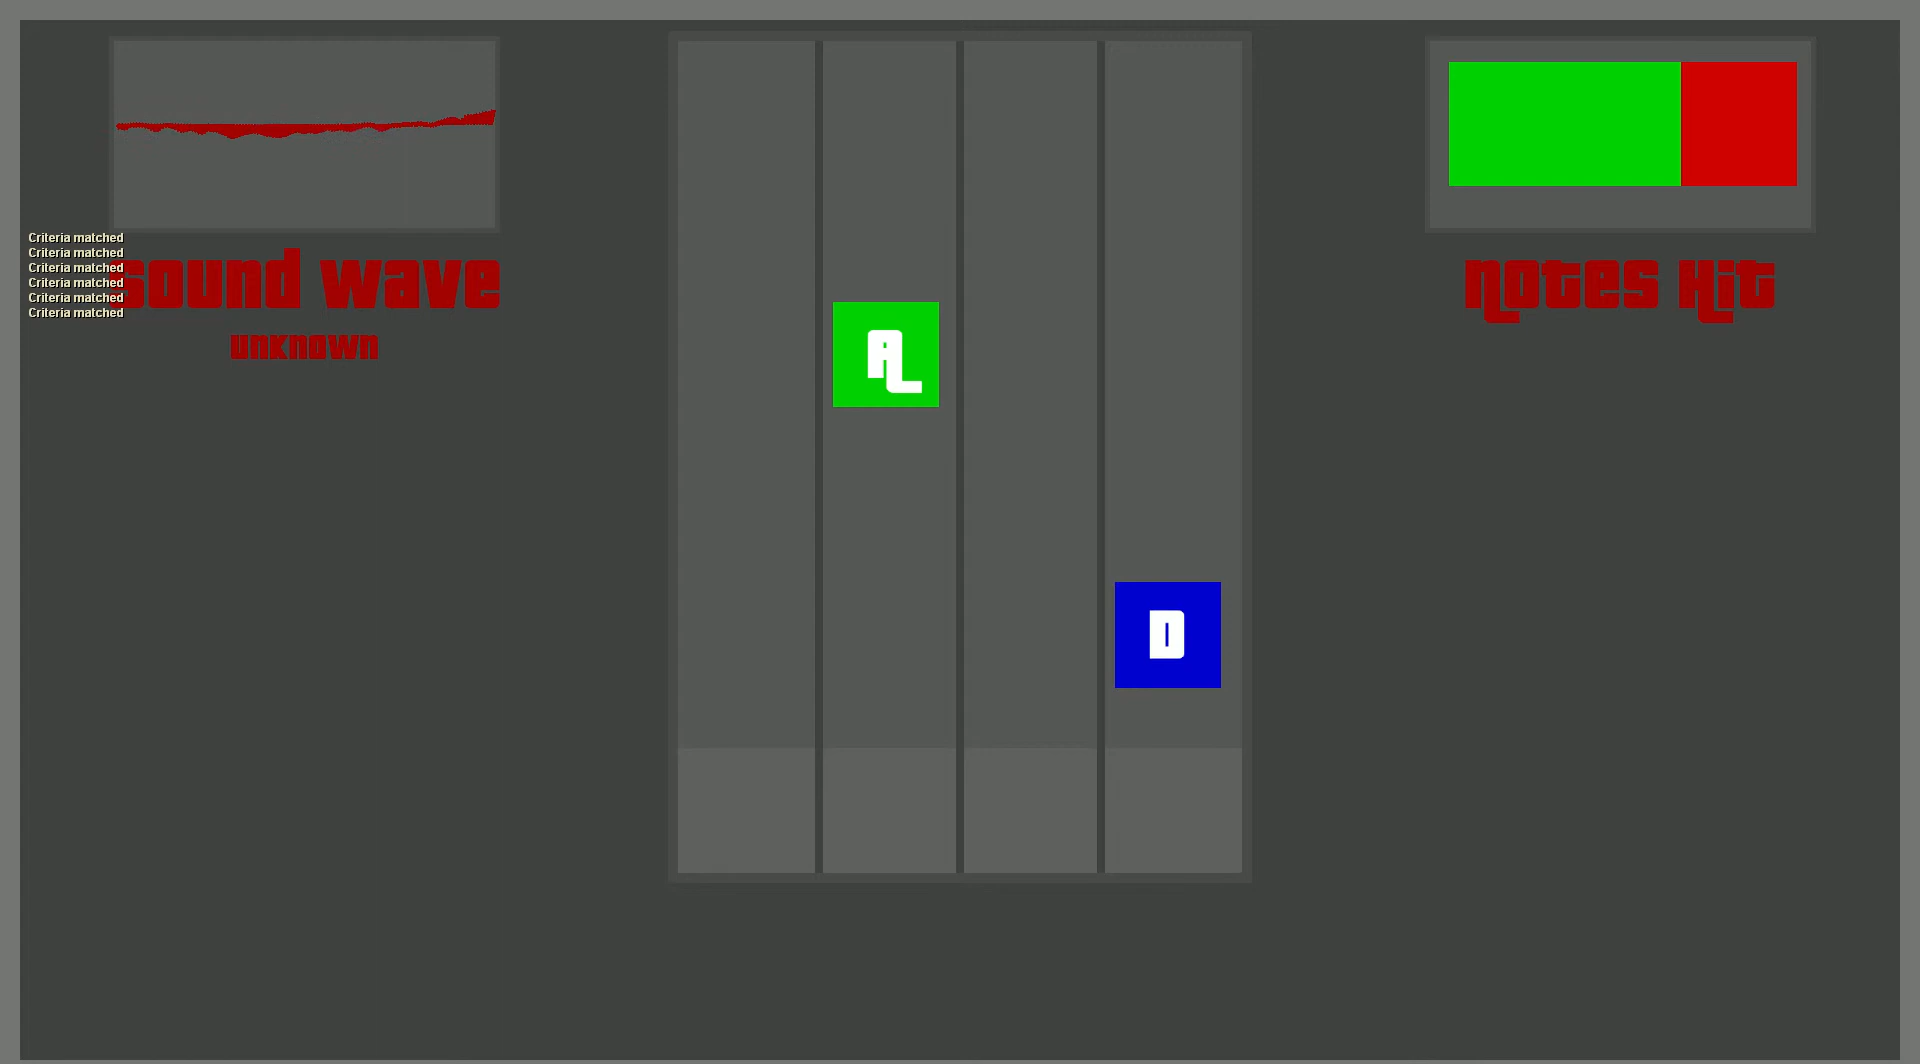 Criteria matched
Criteria matched
Criteria matched
Criteria matched
Criteria matched
Criteria matched
Sound Wave
unknown
Notes Hit
A
D